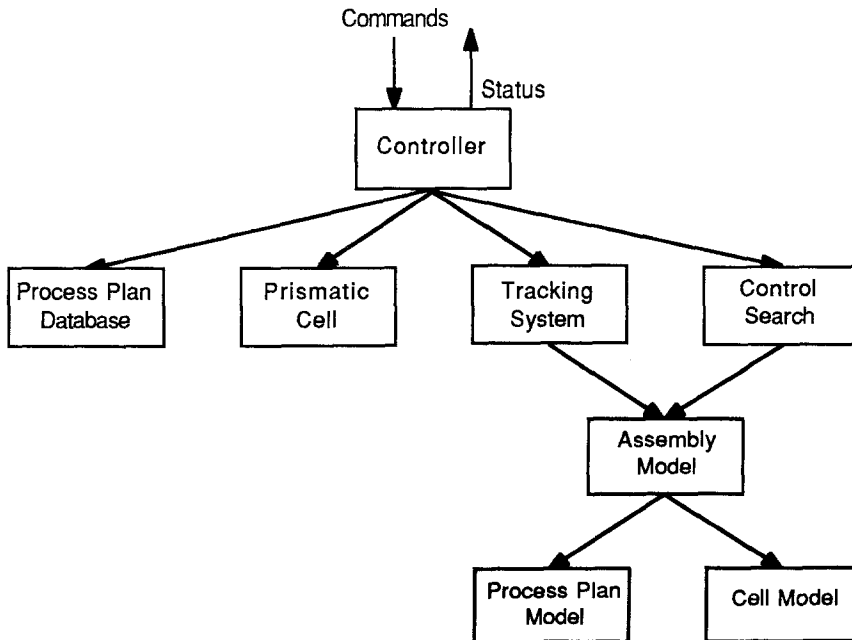 Commands
Status
Controller
Process Plan
Database
Prismatic
Cell
Tracking
System
Control
Search
Assembly
Model
Process Plan
Model
Cell Model